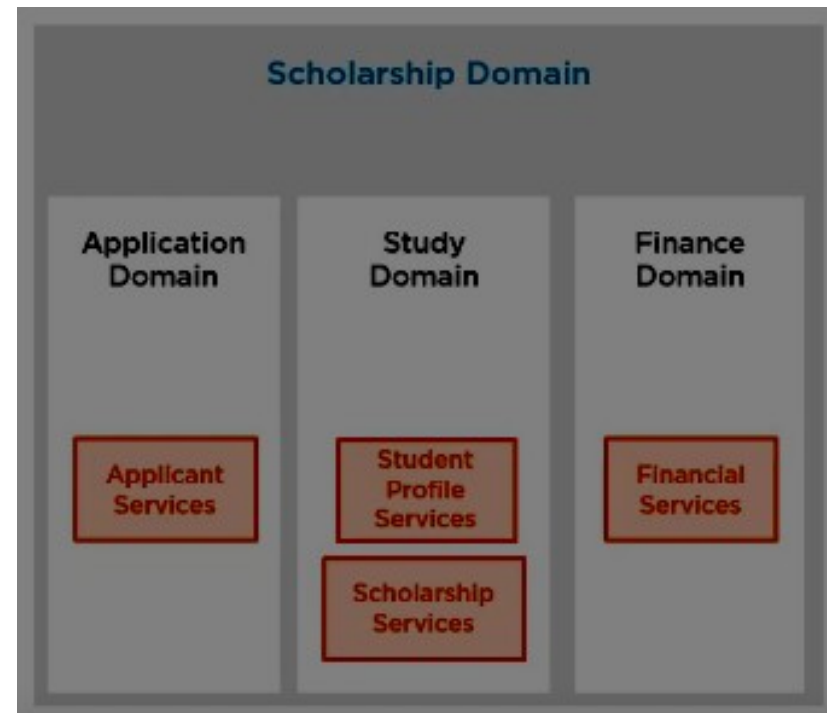 Scholarship Domain
Application
Domain
Study
Domain
Finance
Domain
Applicant
Services
Student
Profile
Services
Financial
Services
Scholarship
Services